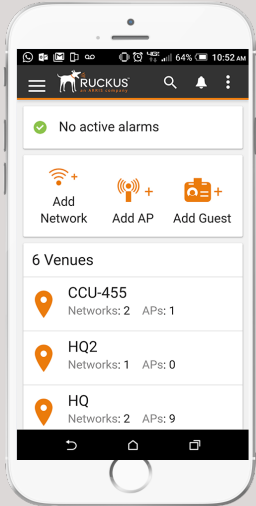 64% 10:52 AM
RUCKUS
an ARRIS company
No active alarms
Add
Network
Add AP
Add Guest
6 Venues
CCU-455
Networks: 2 APs: 1
HQ2
Networks: 1 APs: 0
HQ
Networks: 2 APs: 9